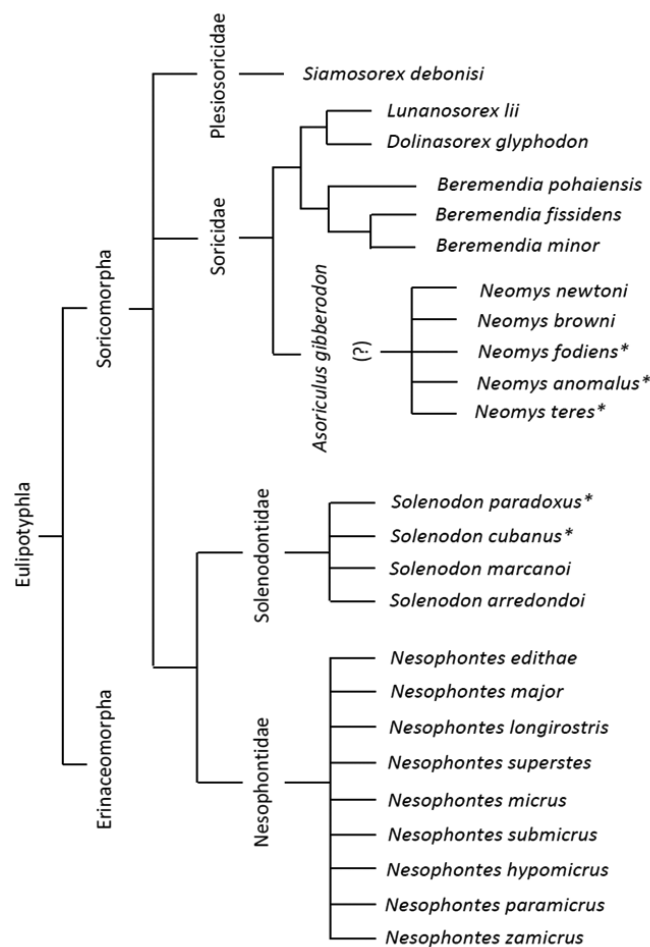 Eulipotyphla
Soricomorpha
Erinaceomorpha
Plesiosoricidae
Siamosorex debonisi
Soricidae
Lunanosorex lii
Dolinasorex glyphodon
Beremendia pohaiensis
Beremendia fissidens
Beremendia minor
Asoriculus gibberodon
(?)
Neomys newtoni
Neomys browni
Neomys fodiens*
Neomys anomalus*
Neomys teres*
Solenodontidae
Solenodon paradoxus*
Solenodon cubanus*
Solenodon marcanoi
Solenodon arredondoi
Nesophontidae
Nesophontes edithae
Nesophontes major
Nesophontes longirostris
Nesophontes superstes
Nesophontes micrus
Nesophontes submicrus
Nesophontes hypomicrus
Nesophontes paramicrus
Nesophontes zamicrus